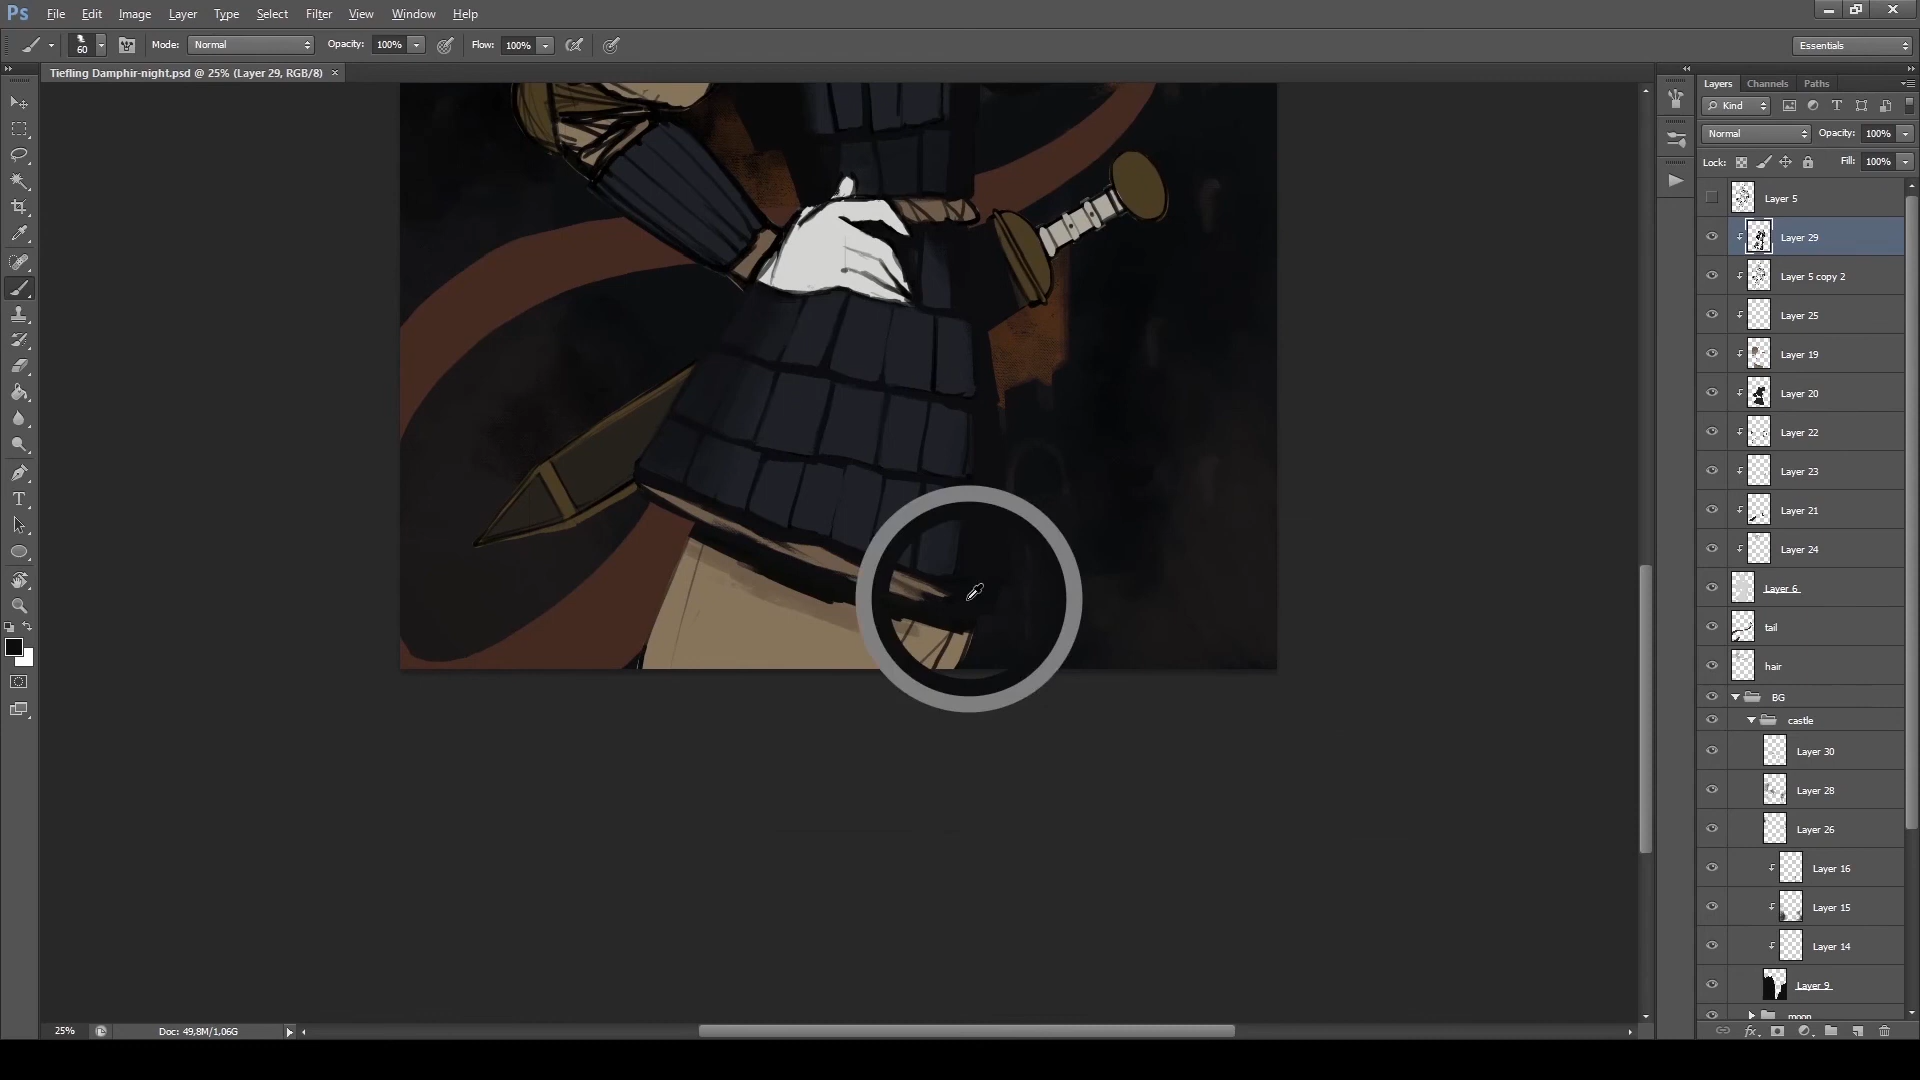 Ps File Edit Image Layer Type Select Filter View Window Help
60 Mode: Normal Opacity: 100% Flow: 100% Essentials
Tiefling Damphir-night.psd @ 25% (Layer 29, RGB/8) ×
Layers Channels Paths
Kind
Normal Opacity: 100%
Lock: Fill: 100%
Layer 5
Layer 29
Layer 5 copy 2
Layer 25
Layer 19
Layer 20
Layer 22
Layer 23
Layer 21
Layer 24
Layer 6
tail
hair
BG
castle
Layer 30
Layer 28
Layer 26
Layer 16
Layer 15
Layer 14
Layer 9
moon
25% Doc: 49,8M/1,06G